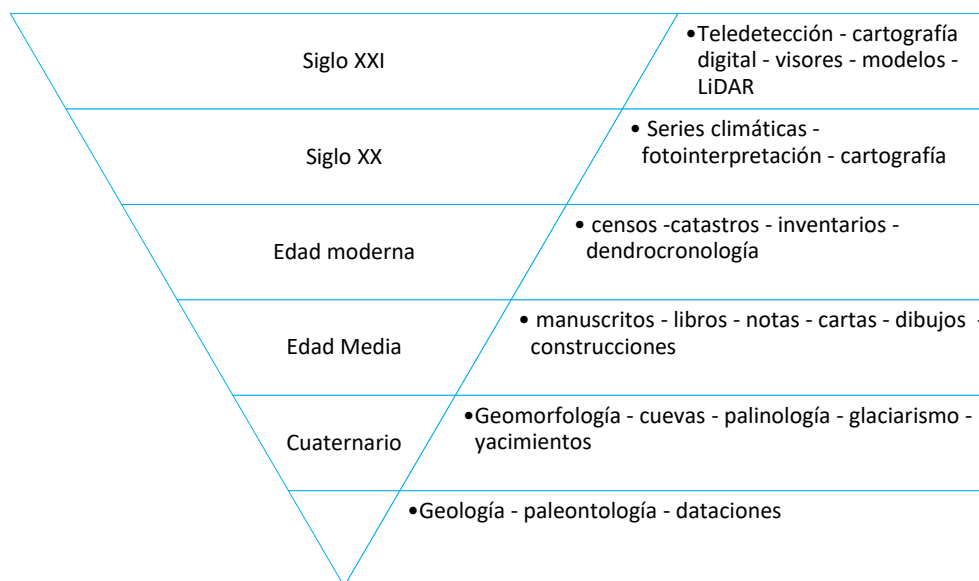 Siglo XXI
•Teledetección - cartografía
digital - visores - modelos -
LiDAR
Siglo XX
• Series climáticas -
fotointerpretación - cartografía
Edad moderna
• censos -catastros - inventarios -
dendrocronología
Edad Media
• manuscritos - libros - notas - cartas - dibujos -
construcciones
Cuaternario
•Geomorfología - cuevas - palinología - glaciarismo -
yacimientos
•Geología - paleontología - dataciones